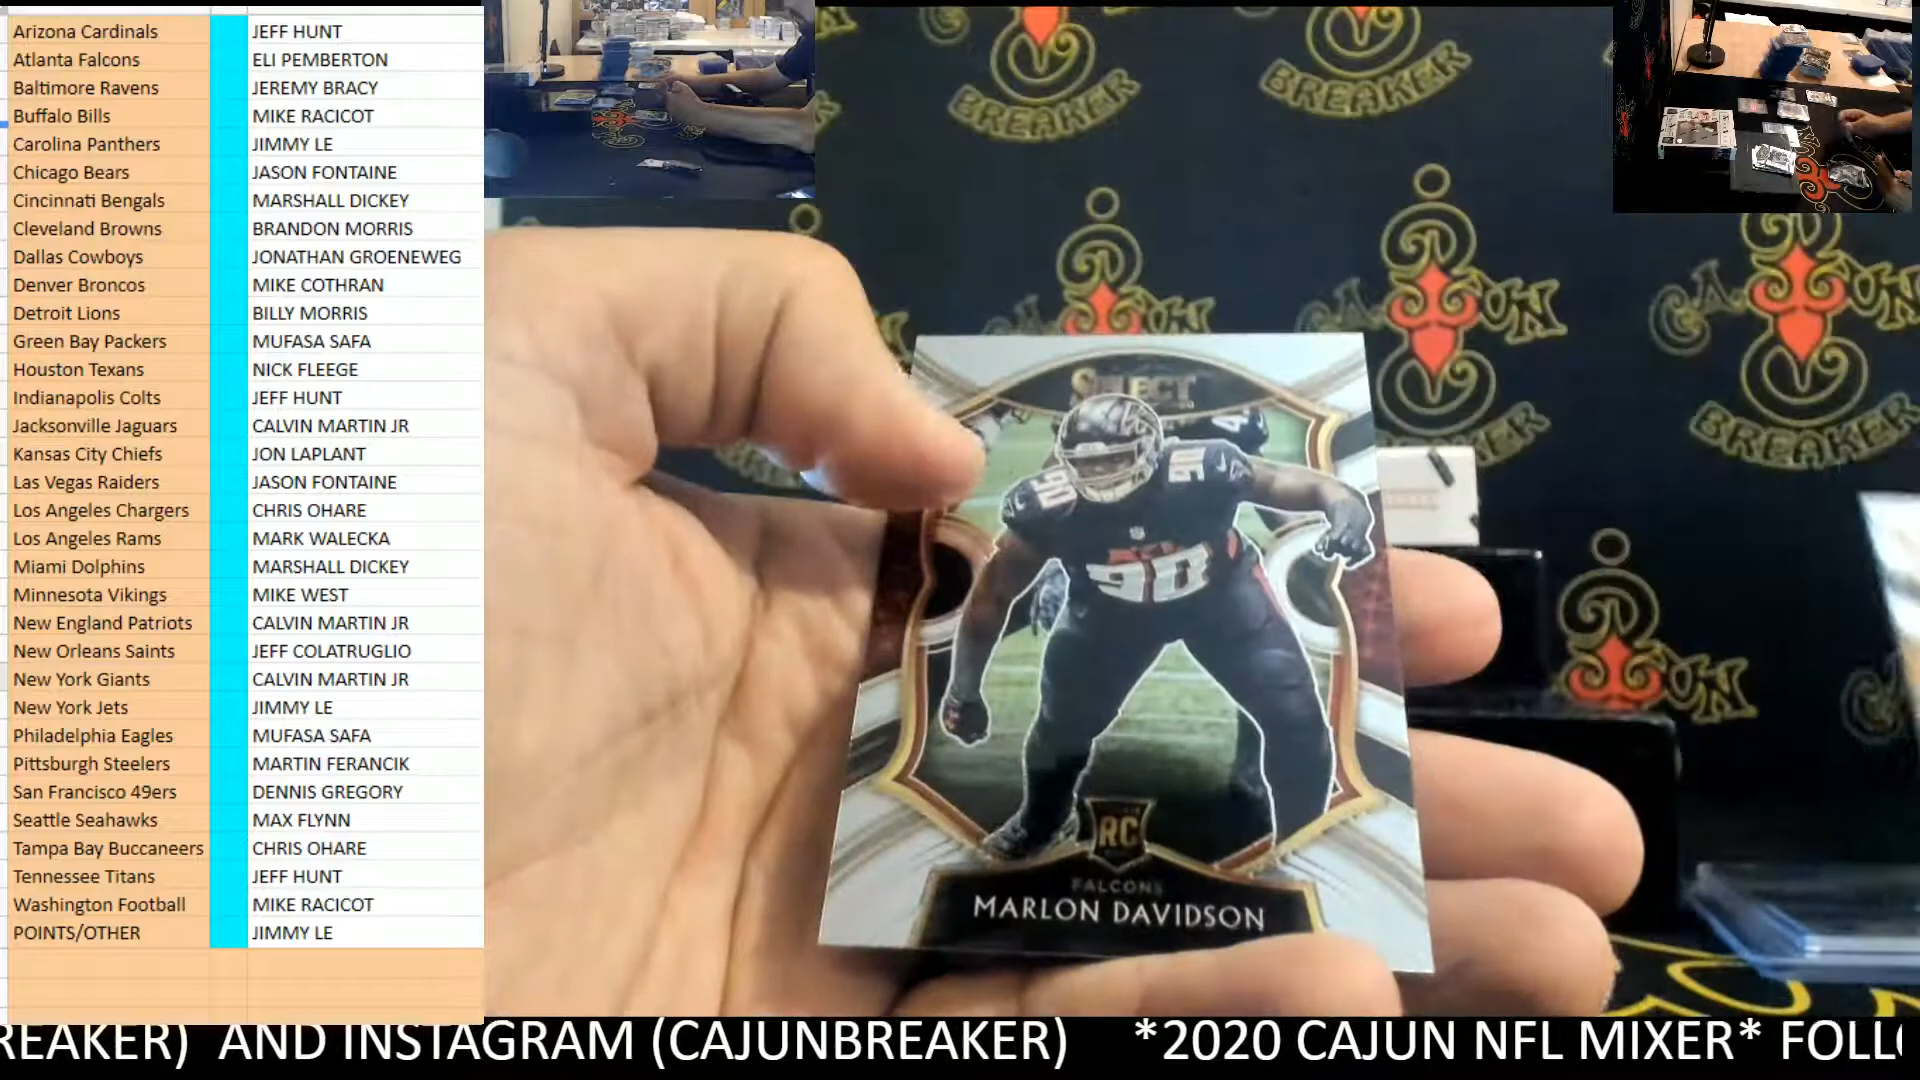 Arizona Cardinals JEFF HUNT
Atlanta Falcons ELI PEMBERTON
Baltimore Ravens JEREMY BRACY
Buffalo Bills MIKE RACICOT
Carolina Panthers JIMMY LE
Chicago Bears JASON FONTAINE
Cincinnati Bengals MARSHALL DICKEY
Cleveland Browns BRANDON MORRIS
Dallas Cowboys JONATHAN GROENEWEG
Denver Broncos MIKE COTHRAN
Detroit Lions BILLY MORRIS
Green Bay Packers MUFASA SAFA
Houston Texans NICK FLEEGE
Indianapolis Colts JEFF HUNT
Jacksonville Jaguars CALVIN MARTIN JR
Kansas City Chiefs JON LAPLANT
Las Vegas Raiders JASON FONTAINE
Los Angeles Chargers CHRIS OHARE
Los Angeles Rams MARK WALECKA
Miami Dolphins MARSHALL DICKEY
Minnesota Vikings MIKE WEST
New England Patriots CALVIN MARTIN JR
New Orleans Saints JEFF COLATRUGLIO
New York Giants CALVIN MARTIN JR
New York Jets JIMMY LE
Philadelphia Eagles MUFASA SAFA
Pittsburgh Steelers MARTIN FERANCIK
San Francisco 49ers DENNIS GREGORY
Seattle Seahawks MAX FLYNN
Tampa Bay Buccaneers CHRIS OHARE
Tennessee Titans JEFF HUNT
Washington Football MIKE RACICOT
POINTS/OTHER JIMMY LE
BREAKER
BREAKER
CAJUN
BREAKER
CAJUN
BREAKER
SELECT
90
90
90
RC
FALCONS
MARLON DAVIDSON
REAKER) AND INSTAGRAM (CAJUNBREAKER) *2020 CAJUN NFL MIXER* FOLL